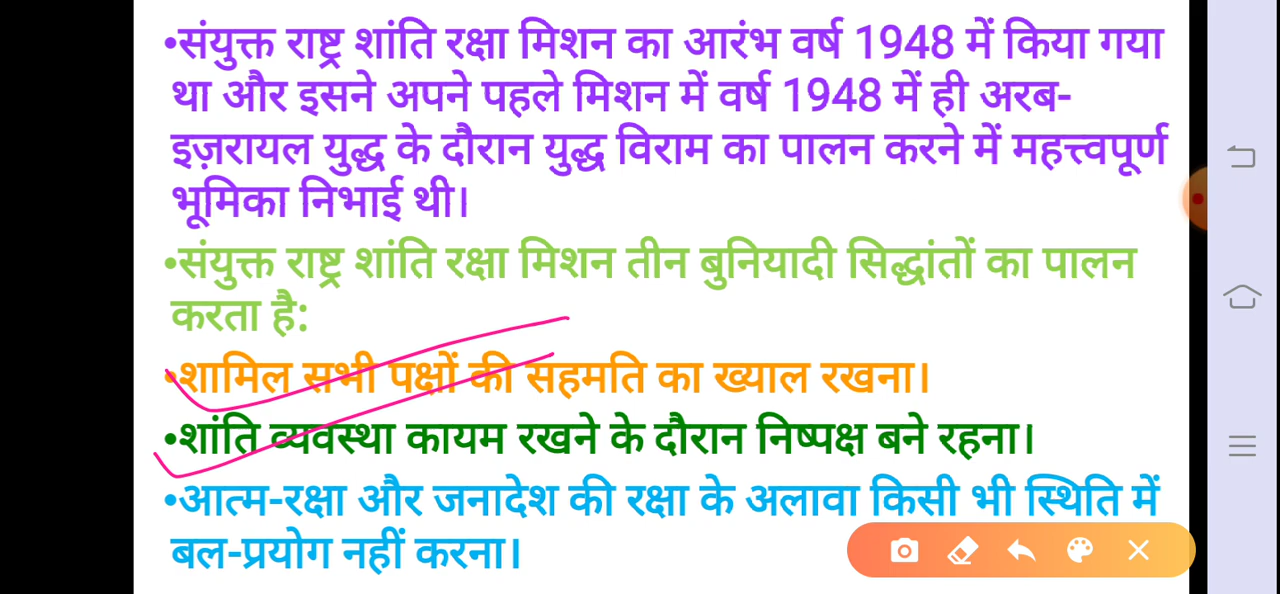 •संयुक्त राष्ट्र शांति रक्षा मिशन का आरंभ वर्ष 1948 में किया गया
था और इसने अपने पहले मिशन में वर्ष 1948 में ही अरब-
इज़रायल युद्ध के दौरान युद्ध विराम का पालन करने में महत्त्वपूर्ण
भूमिका निभाई थी।
•संयुक्त राष्ट्र शांति रक्षा मिशन तीन बुनियादी सिद्धांतों का पालन
करता है:
•शामिल सभी पक्षों की सहमति का ख्याल रखना।
•शांति व्यवस्था कायम रखने के दौरान निष्पक्ष बने रहना।
•आत्म-रक्षा और जनादेश की रक्षा के अलावा किसी भी स्थिति में
बल-प्रयोग नहीं करना।